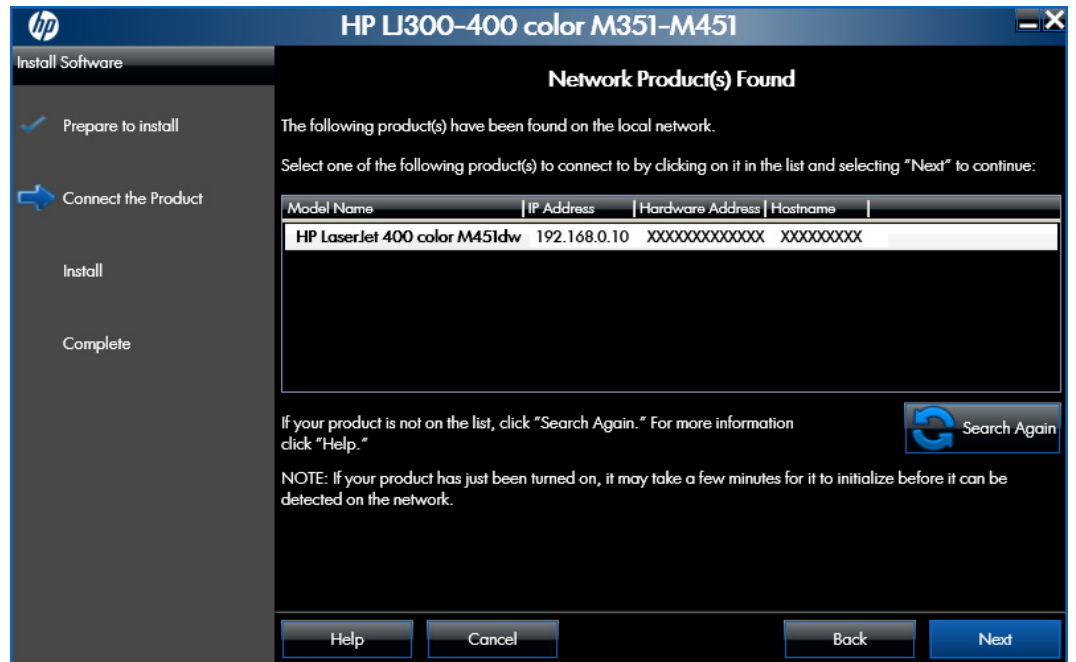 hp
HP LJ300-400 color M351-M451
Install Software
Network Product(s) Found
Prepare to install
The following product(s) have been found on the local network.
Select one of the following product(s) to connect to by clicking on it in the list and selecting "Next" to continue:
Connect the Product
Model Name IP Address Hardware Address Hostname
HP LaserJet 400 color M451dw 192.168.0.10 XXXXXXXXXXXXX XXXXXXXXX
Install
Complete
If your product is not on the list, click "Search Again." For more information
click "Help."
Search Again
NOTE: If your product has just been turned on, it may take a few minutes for it to initialize before it can be
detected on the network.
Help Cancel Back Next